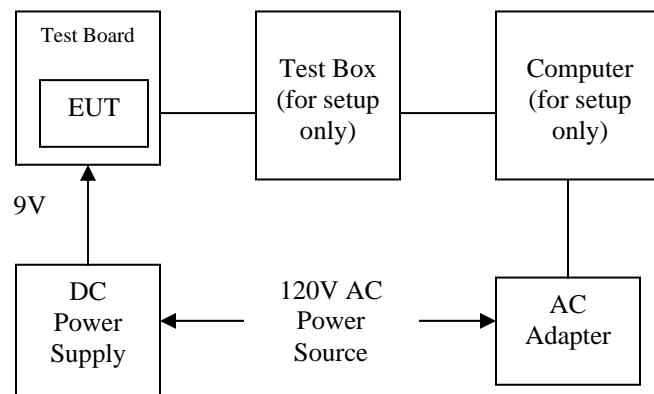 Test Board
EUT
Test Box
(for setup
only)
Computer
(for setup
only)
9V
DC
Power
Supply
120V AC
Power
Source
AC
Adapter